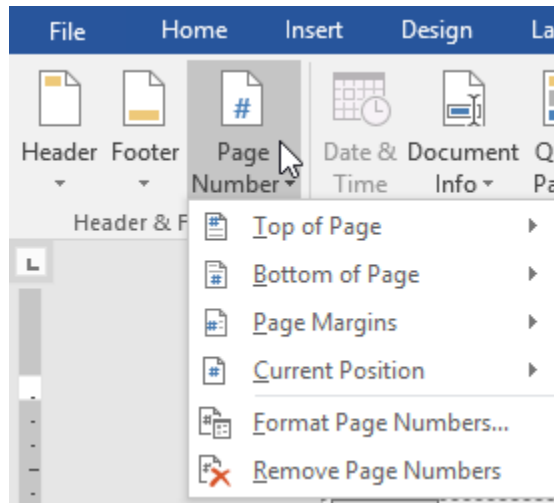 File Home Insert Design La
Header Footer Page Number Date & Time Document Info Q Pa
Header & F
Top of Page
Bottom of Page
Page Margins
Current Position
Format Page Numbers...
Remove Page Numbers